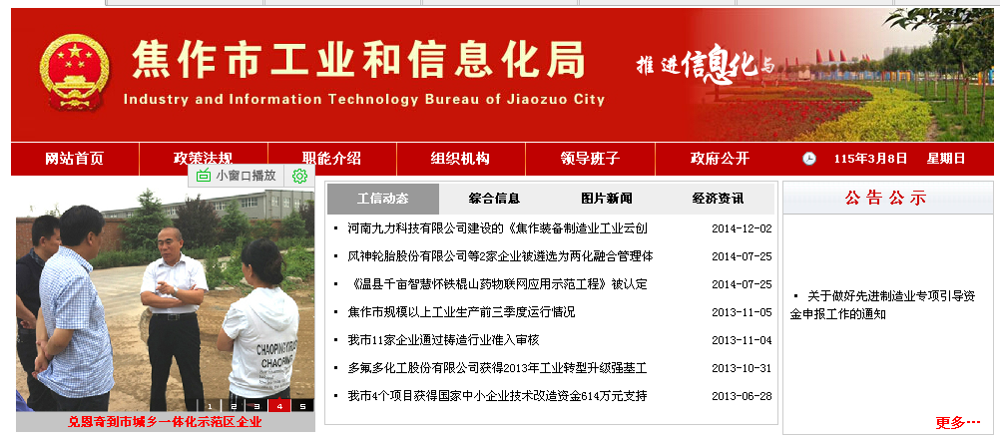 焦作市工业和信息化局
Industry and Information Technology Bureau of Jiaozuo City
推进信息化与
网站首页 政策法规 职能介绍 组织机构 领导班子 政府公开 115年3月8日 星期日
小窗口播放
工信动态 综合信息 图片新闻 经济资讯
河南九力科技有限公司建设的《焦作装备制造业工业云创 2014-12-02
风神轮胎股份有限公司等2家企业被遴选为两化融合管理体 2014-07-25
《温县千亩智慧怀铁棍山药物联网应用示范工程》被认定 2014-07-25
焦作市规模以上工业生产前三季度运行情况 2013-11-05
我市11家企业通过铸造行业准入审核 2013-11-04
多氟多化工股份有限公司获得2013年工业转型升级强基工 2013-10-31
我市4个项目获得国家中小企业技术改造资金614万元支持 2013-06-28
CHAOPINGYIRUS
CHAOPING
1 2 3 4 5
兑恩奇到市城乡一体化示范区企业
公告公示
关于做好先进制造业专项引导资
金申报工作的通知
更多…